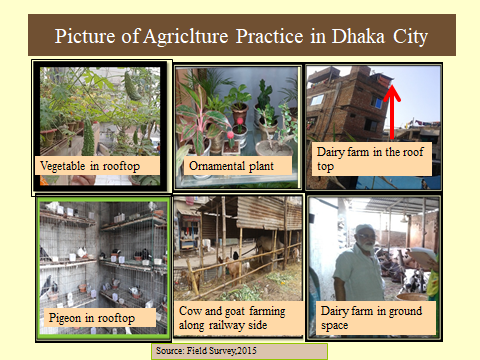 Picture of Agriclture Practice in Dhaka City
Vegetable in rooftop
Ornamental plant
Dairy farm in the roof
top
Pigeon in rooftop
Cow and goat farming
along railway side
Dairy farm in ground
space
Source: Field Survey,2015